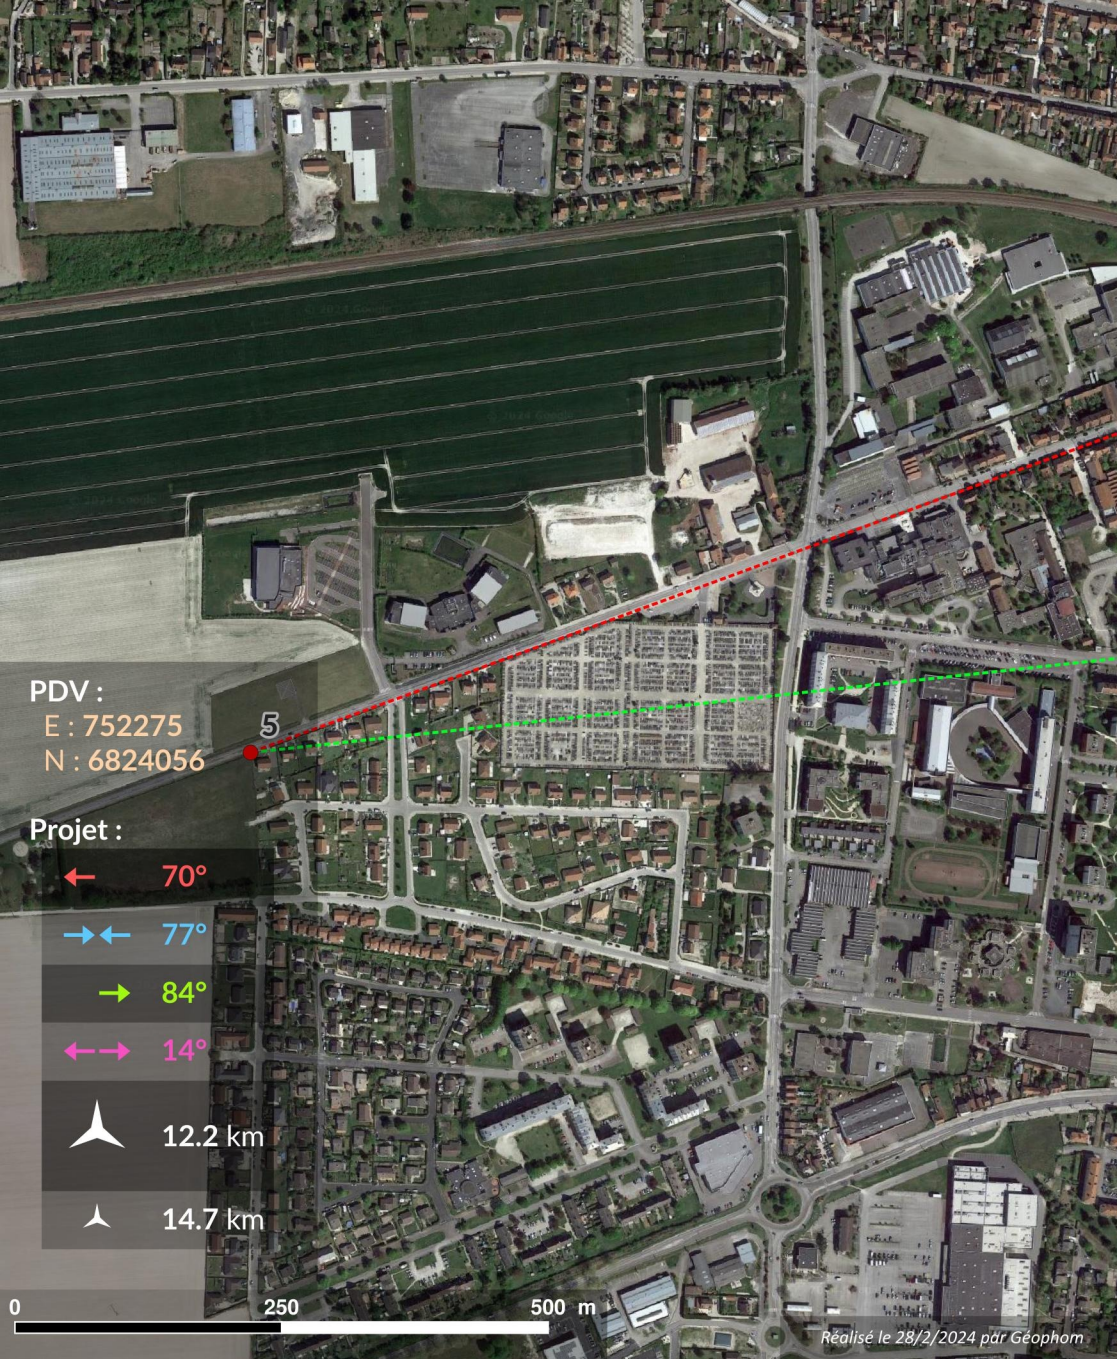 5
PDV :
E : 752275
N : 6824056
Projet :
70°
77°
84°
14°
12.2 km
14.7 km
0 250 500 m
Réalisé le 28/2/2024 par Géophom